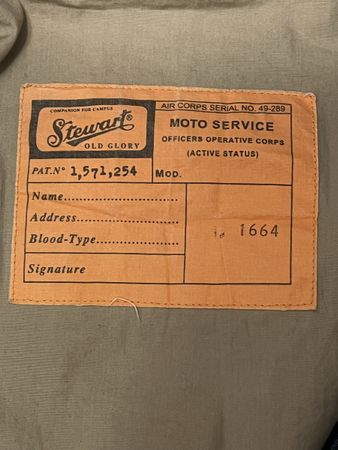 COMPANION FOR CAMPUS
Stewart®
OLD GLORY
AIR CORPS SERIAL NO. 49-289
MOTO SERVICE
OFFICERS OPERATIVE CORPS
(ACTIVE STATUS)
PAT.Nº 1,571,254
MOD.
Name
Address
Blood-Type
Signature
1664